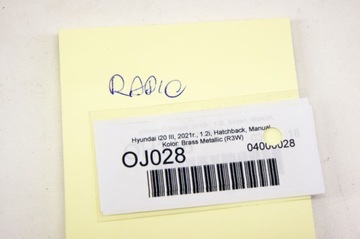 RADIO
Hyundai i20 III, 2021r., 1.2i, Hatchback, Manual
Kolor: Brass Metallic (R3W)
OJ028
04000028